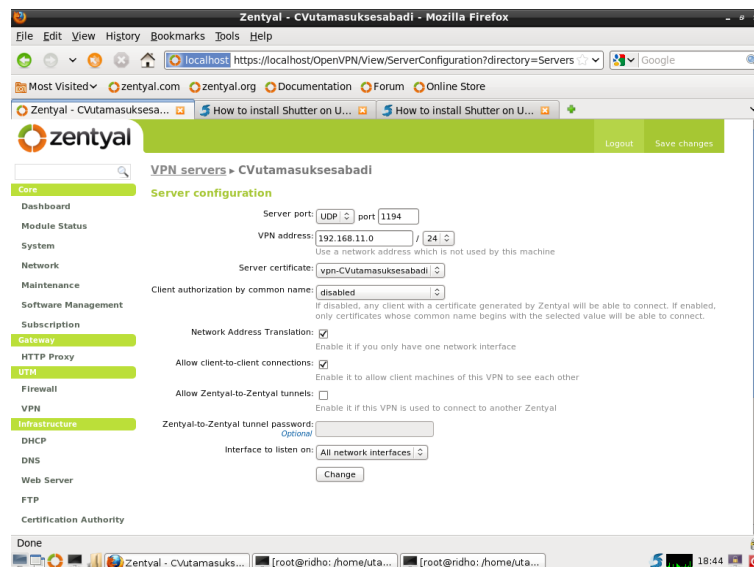 Zentyal - CVutamasuksesabadi - Mozilla Firefox
File Edit View History Bookmarks Tools Help
localhost https://localhost/OpenVPN/View/ServerConfiguration?directory=Servers Google
Most Visited zentyal.com zentyal.org Documentation Forum Online Store
Zentyal - CVutamasuksesa... How to install Shutter on U... How to install Shutter on U...
zentyal Logout Save changes
VPN servers ▸ CVutamasuksesabadi
Core
Server configuration
Dashboard
Server port: UDP port 1194
Module Status
VPN address: 192.168.11.0 / 24
System
Use a network address which is not used by this machine
Network
Server certificate: vpn-CVutamasuksesabadi
Maintenance
Client authorization by common name: disabled
Software Management
If disabled, any client with a certificate generated by Zentyal will be able to connect. If enabled,
only certificates whose common name begins with the selected value will be able to connect.
Subscription
Network Address Translation:
Gateway
Enable it if you only have one network interface
HTTP Proxy
Allow client-to-client connections:
UTM
Enable it to allow client machines of this VPN to see each other
Firewall
Allow Zentyal-to-Zentyal tunnels:
VPN
Enable it if this VPN is used to connect to another Zentyal
Infrastructure
Zentyal-to-Zentyal tunnel password:
Optional
DHCP
Interface to listen on: All network interfaces
DNS
Change
Web Server
FTP
Certification Authority
Done
Zentyal - CVutamasuks... [root@ridho: /home/uta... [root@ridho: /home/uta... 18:44